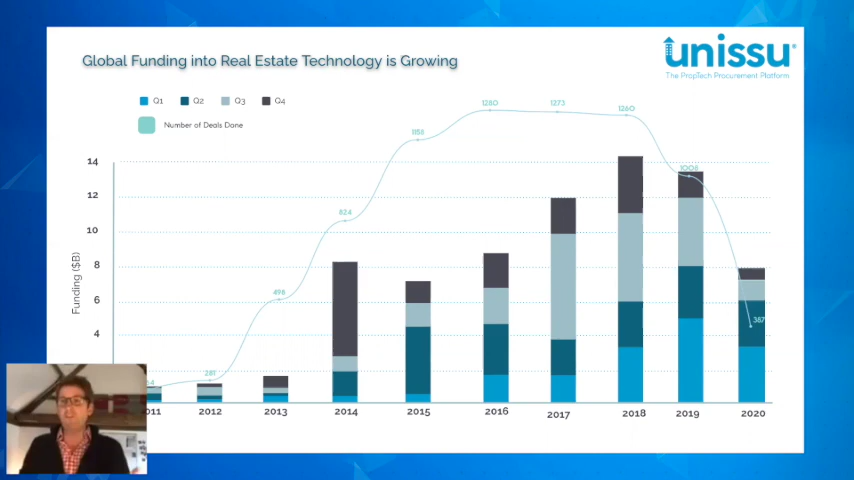 Global Funding into Real Estate Technology is Growing
unissu
The PropTech Procurement Platform
Q1 Q2 Q3 Q4
Number of Deals Done
1280
1273
1260
1158
14
1008
12
824
10
8
498
Funding ($B)
6
387
4
281
2012 2013 2014 2015 2016 2017 2018 2019 2020